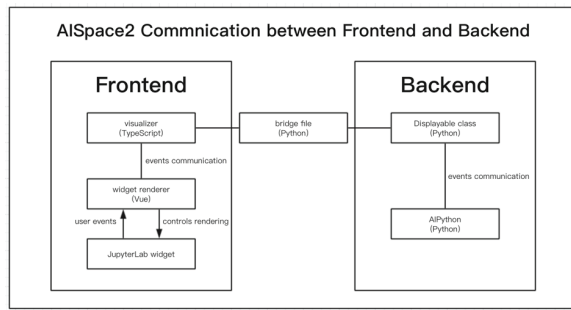 AISpace2 Commnication between Frontend and Backend
Frontend
visualizer
(TypeScript)
events communication
widget renderer
(Vue)
user events
controls rendering
JupyterLab widget
bridge file
(Python)
Backend
Displayable class
(Python)
events communication
AIPython
(Python)